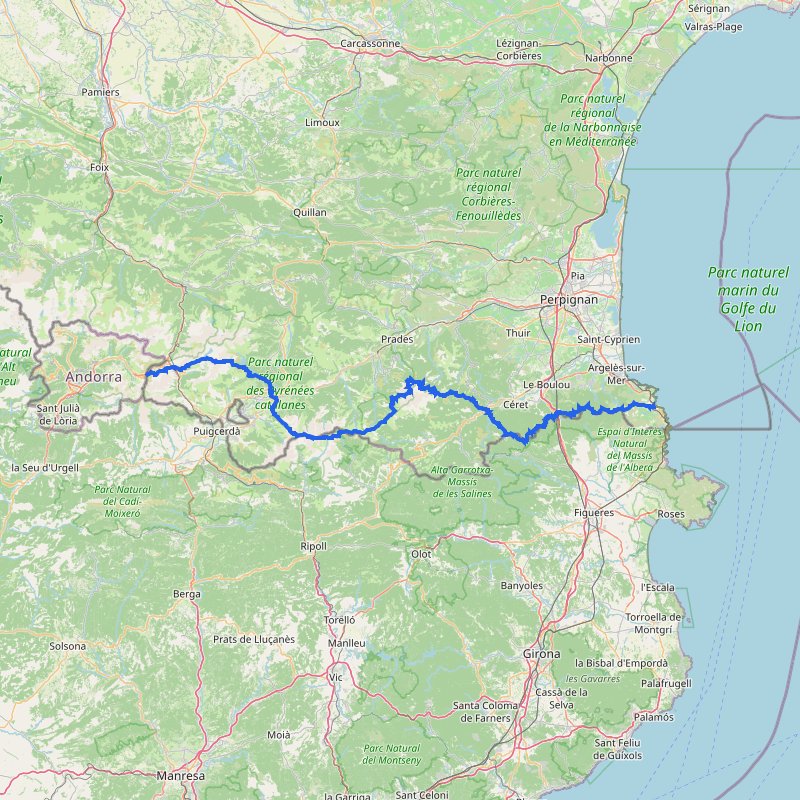 Sérignan
Valras-Plage
Carcassonne
Lézignan-
Corbières
Narbonne
Pamiers
Parc naturel
régional
de la Narbonnaise
en Méditerranée
Limoux
Foix
Parc naturel
régional
Corbières-
Fenouillèdes
Quillan
Pia
Perpignan
Parc naturel
marin du
Golfe du
Lion
Prades
Thuir
Saint-Cyprien
Argelès-sur-
Mer
Andorra
Parc naturel
régional
des Pyrénées
catalanes
Le Boulou
Céret
Sant Julià
de Lòria
Puigcerdà
Espai d'Interès
Natural
del Massís
de l'Albera
la Seu d'Urgell
Alta Garrotxa-
Massís
de les Salines
Parc Natural
del Cadí-
Moixeró
Figueres
Roses
Ripoll
Olot
Banyoles
l'Escala
Berga
Torelló
Torroella de
Montgrí
Prats de Lluçanès
Manlleu
Solsona
Girona
la Bisbal d'Empordà
Vic
les Gavarres
Palafrugell
Cassà de la
Selva
Santa Coloma
de Farners
Palamós
Moià
Parc Natural
del Montseny
Sant Feliu
de Guíxols
Manresa
la Garriga
Sant Celoni